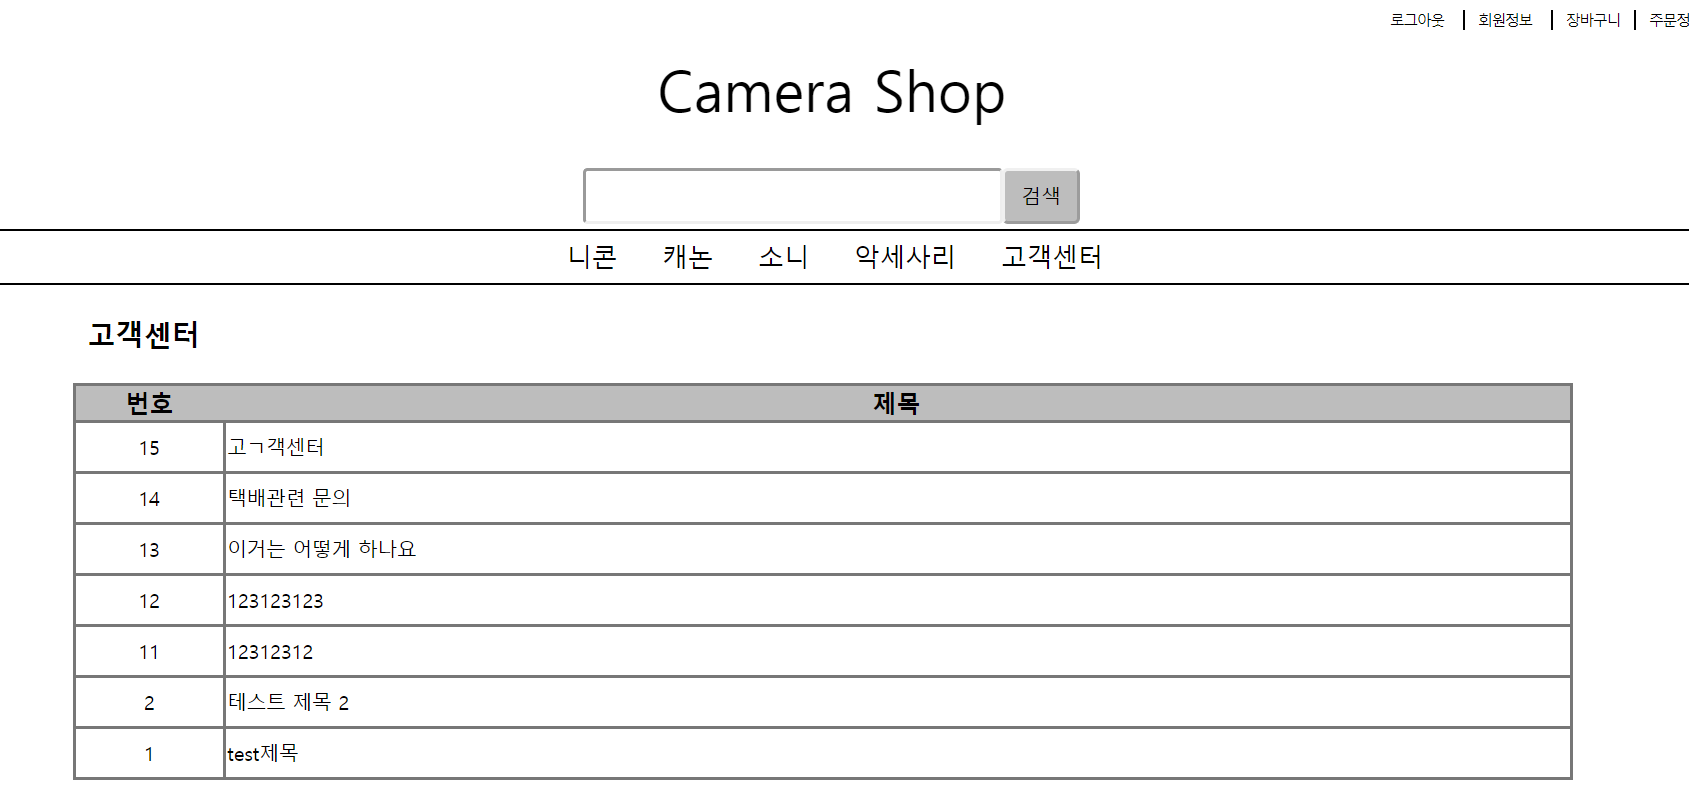 로그아웃 회원정보 장바구니 주문정
Camera Shop
검색
니콘 캐논 소니 악세사리 고객센터
고객센터
번호 제목
15 고ㄱ객센터
14 택배관련 문의
13 이거는 어떻게 하나요
12 123123123
11 12312312
2 테스트 제목 2
1 test제목